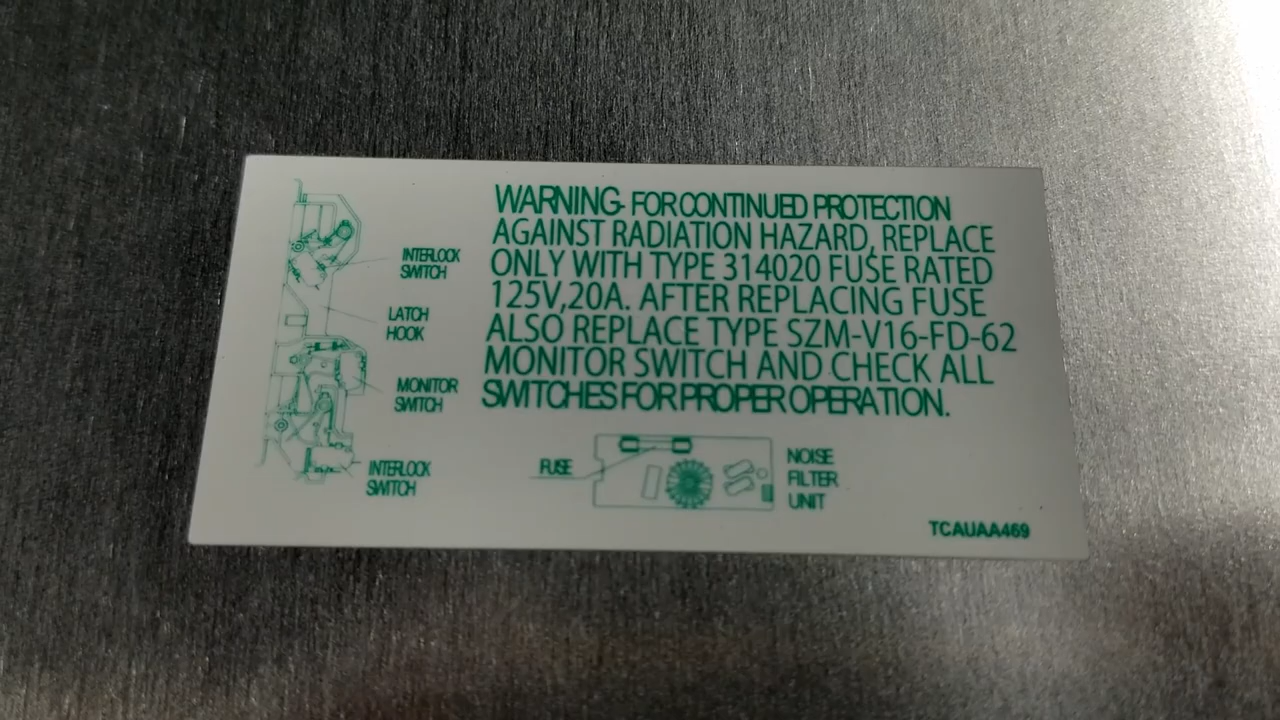 WARNING- FOR CONTINUED PROTECTION
AGAINST RADIATION HAZARD, REPLACE
ONLY WITH TYPE 314020 FUSE RATED
125V,20A. AFTER REPLACING FUSE
ALSO REPLACE TYPE SZM-V16-FD-62
MONITOR SWITCH AND CHECK ALL
SWITCHES FOR PROPER OPERATION.
INTERLOCK
SWITCH
LATCH
HOOK
MONITOR
SWITCH
INTERLOCK
SWITCH
FUSE
NOISE
FILTER
UNIT
TCAUAA469